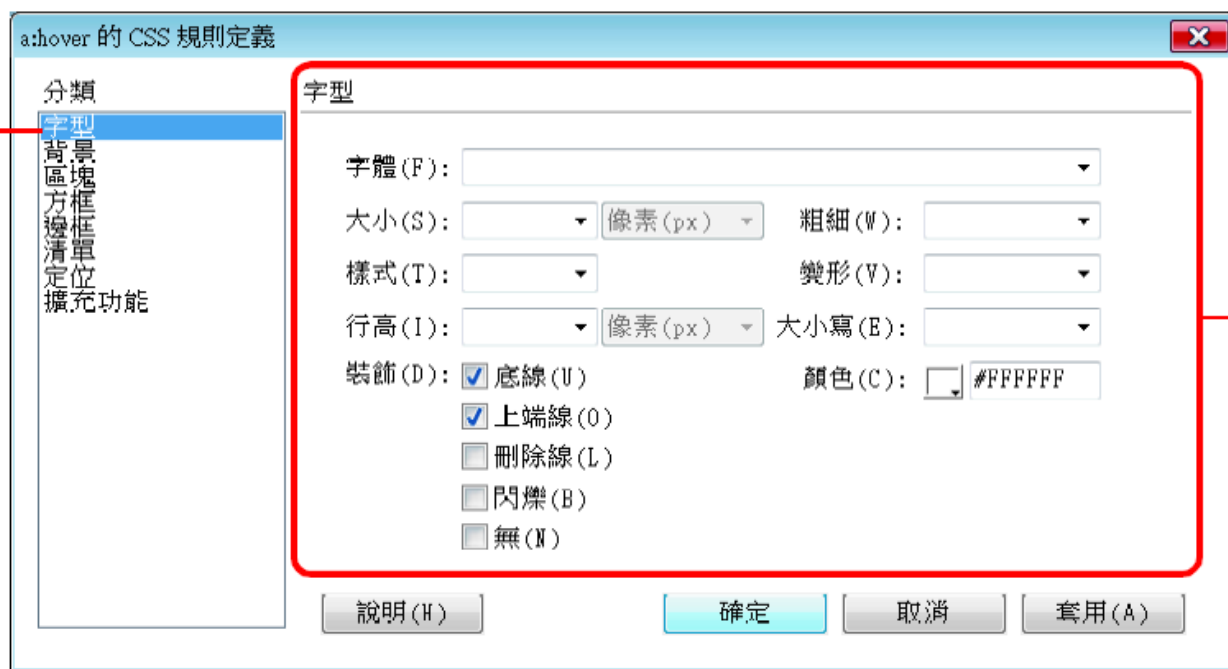 a:hover 的 CSS 規則定義
分類
字型
背景
區塊
方框
邊框
清單
定位
擴充功能
字型
字體(F):
大小(S): 像素(px) 粗細(W):
樣式(T): 變形(V):
行高(I): 像素(px) 大小寫(E):
裝飾(D): 底線(U) 顏色(C): #FFFFFF
上端線(O)
刪除線(L)
閃爍(B)
無(N)
說明(H) 確定 取消 套用(A)